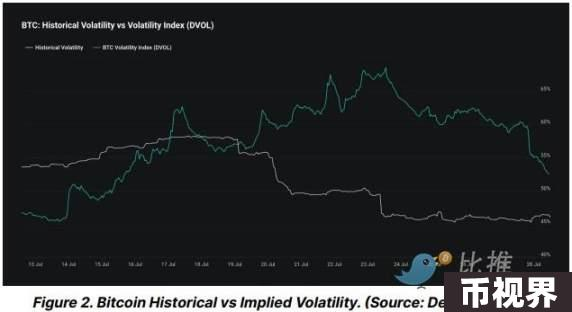 BTC: Historical Volatility vs Volatility Index (DVOL)
Historical Volatility BTC Volatility Index (DVOL)
65%
60%
55%
50%
45%
40%
13 Jul 14 Jul 15 Jul 16 Jul 17 Jul 18 Jul 19 Jul 20 Jul 21 Jul 22 Jul 23 Jul 24 Jul
比推
币视界
Figure 2. Bitcoin Historical vs Implied Volatility. (Source: De